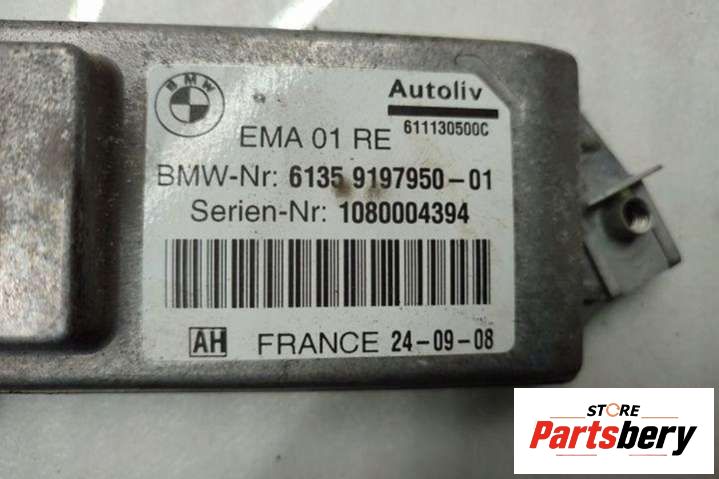 BMW
Autoliv
611130500C
EMA 01 RE
BMW-Nr: 6135 9197950-01
Serien-Nr: 1080004394
AH FRANCE 24-09-08
STORE
Partsbery